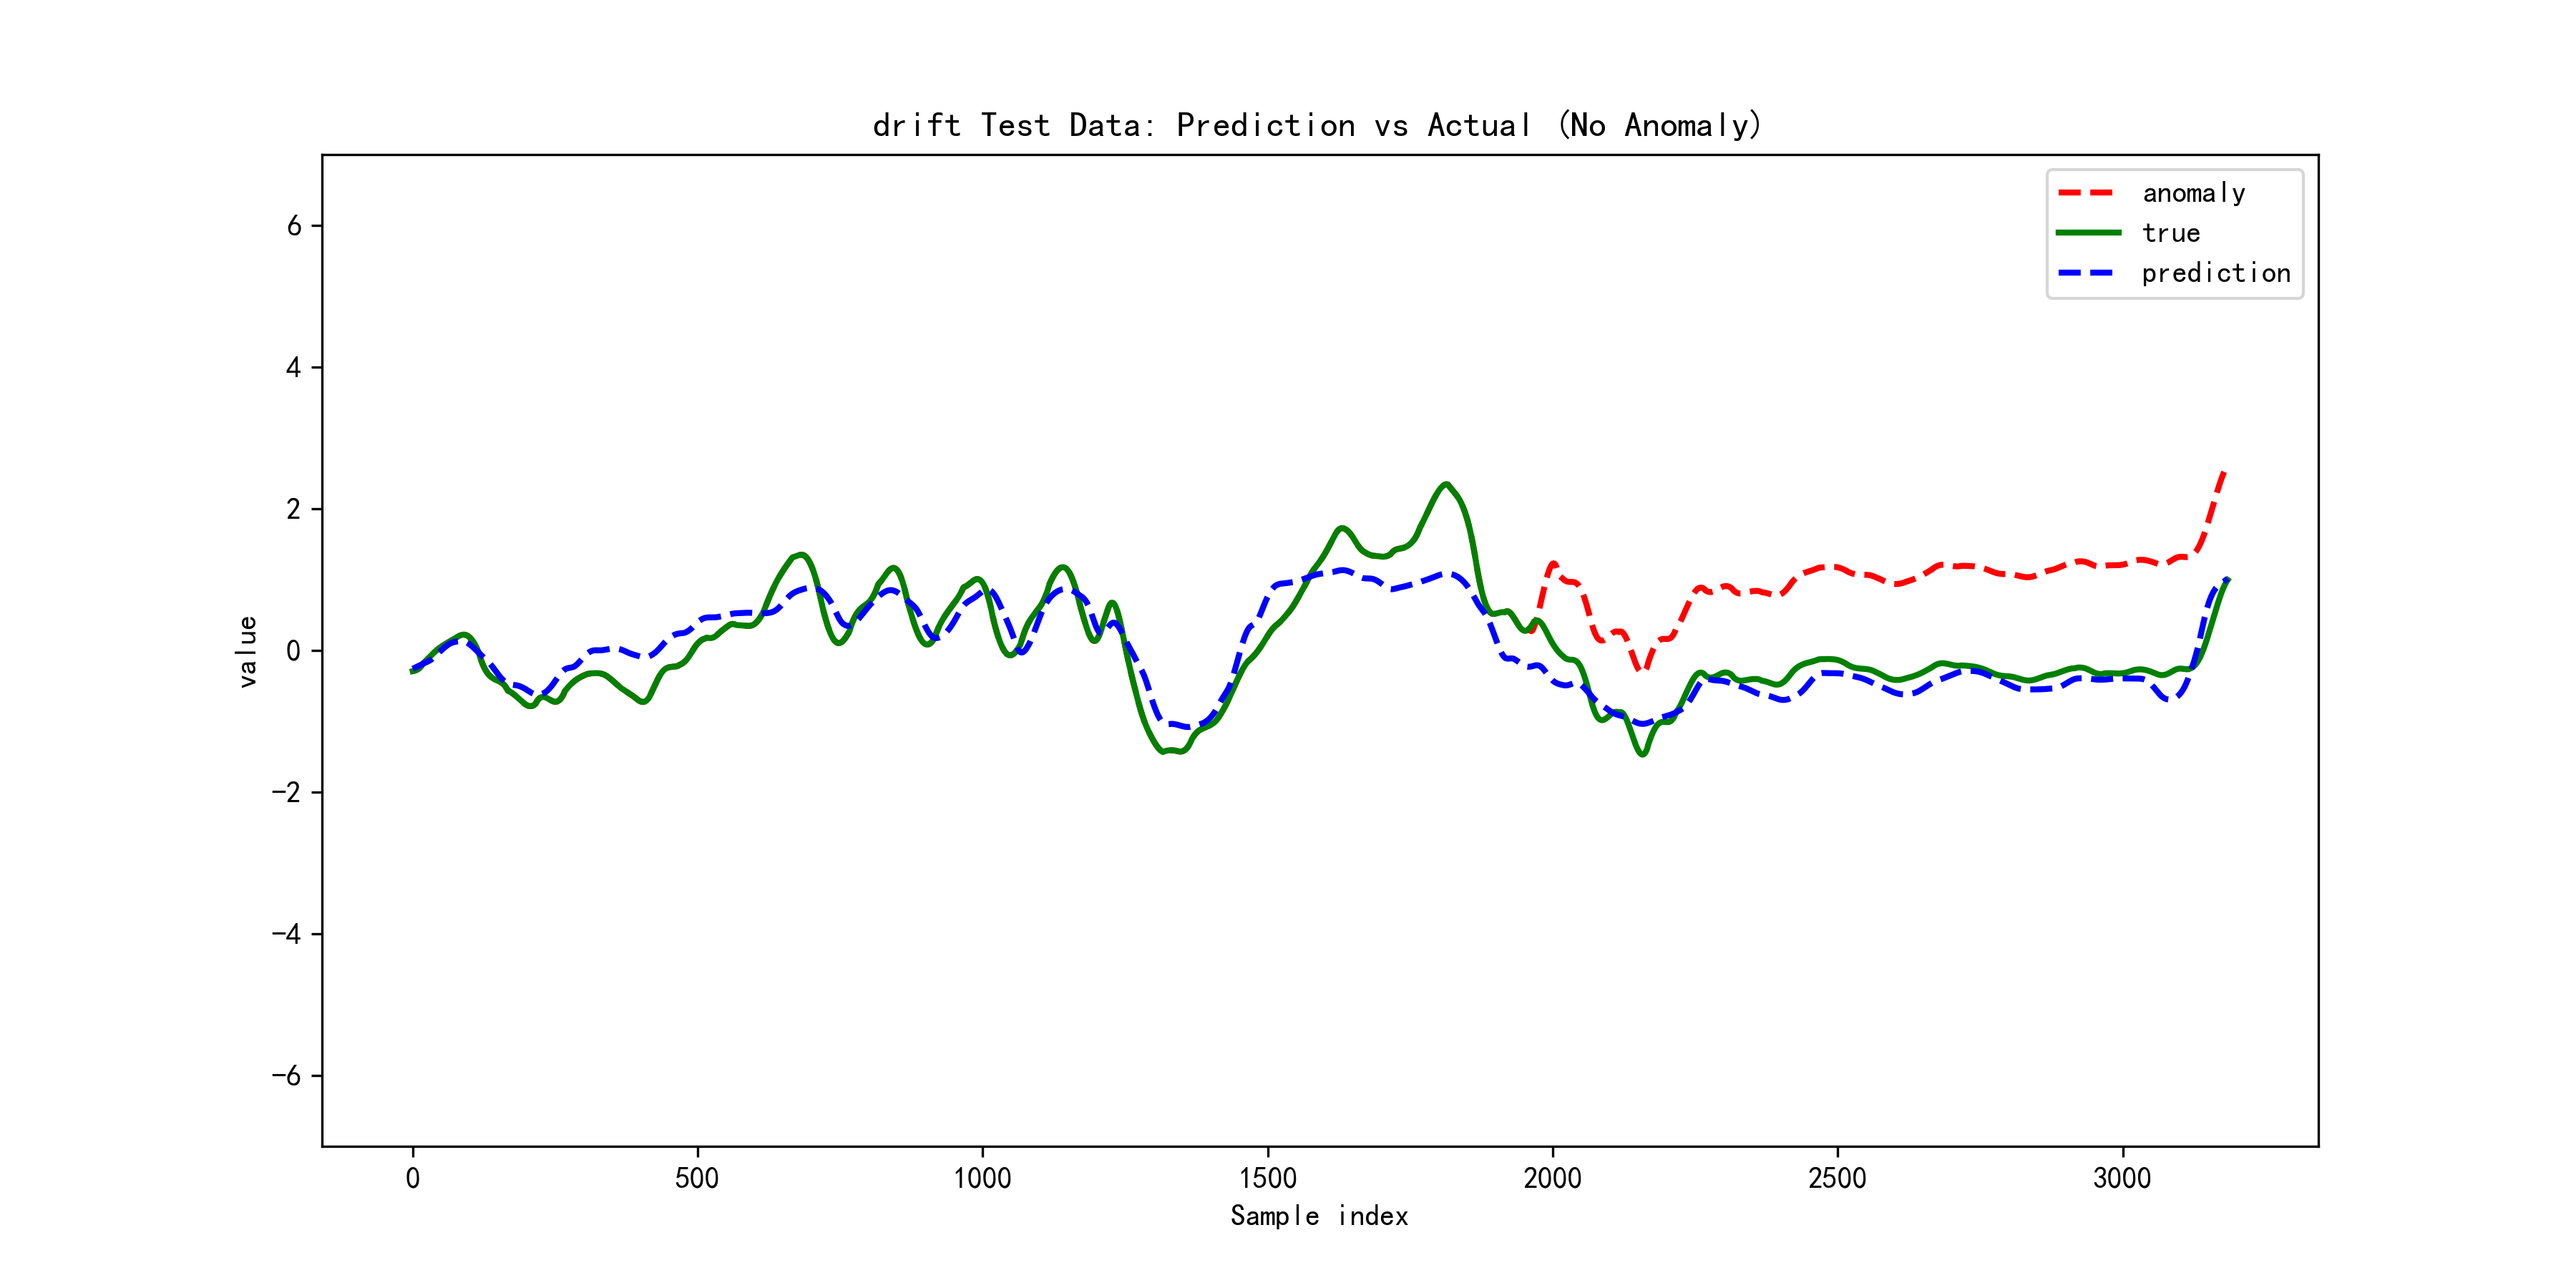 drift Test Data: Prediction vs Actual (No Anomaly)
anomaly
true
prediction
6
4
2
0
−2
−4
−6
value
0 500 1000 1500 2000 2500 3000
Sample index